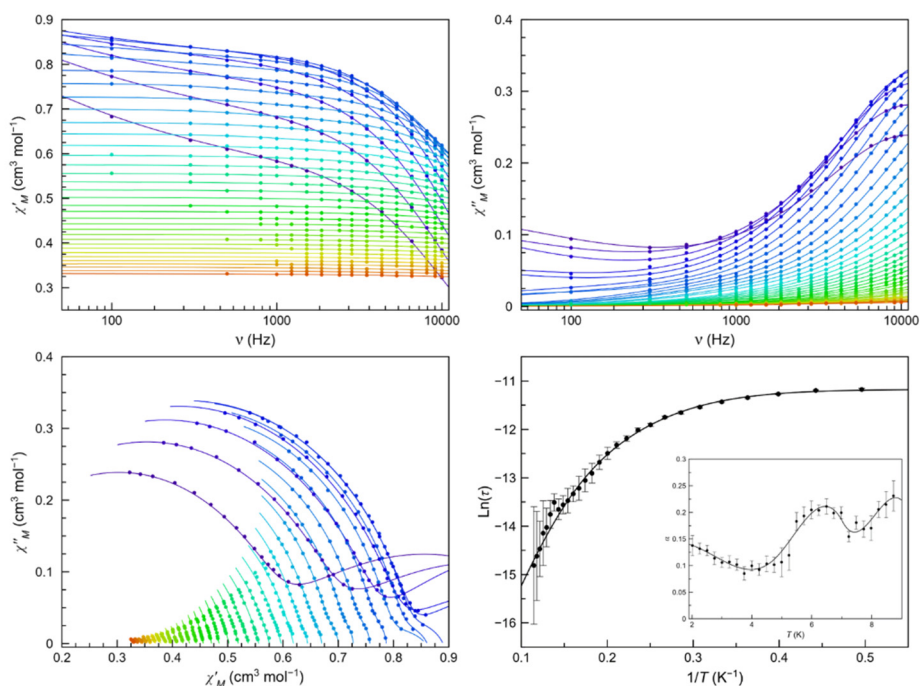 0.9
0.8
0.7
0.6
0.5
0.4
0.3
χ′M (cm³ mol⁻¹)
100 1000 10000
ν (Hz)
0.4
0.3
0.2
0.1
0
χ″M (cm³ mol⁻¹)
100 1000 10000
ν (Hz)
0.4
0.3
0.2
0.1
0
χ″M (cm³ mol⁻¹)
0.2 0.3 0.4 0.5 0.6 0.7 0.8 0.9
χ′M (cm³ mol⁻¹)
−11
−12
−13
−14
−15
−16
Ln(τ)
0.1 0.2 0.3 0.4 0.5
1/T (K⁻¹)
0.3
0.25
0.2
0.15
0.1
0.05
0
α
2 4 6 8
T (K)